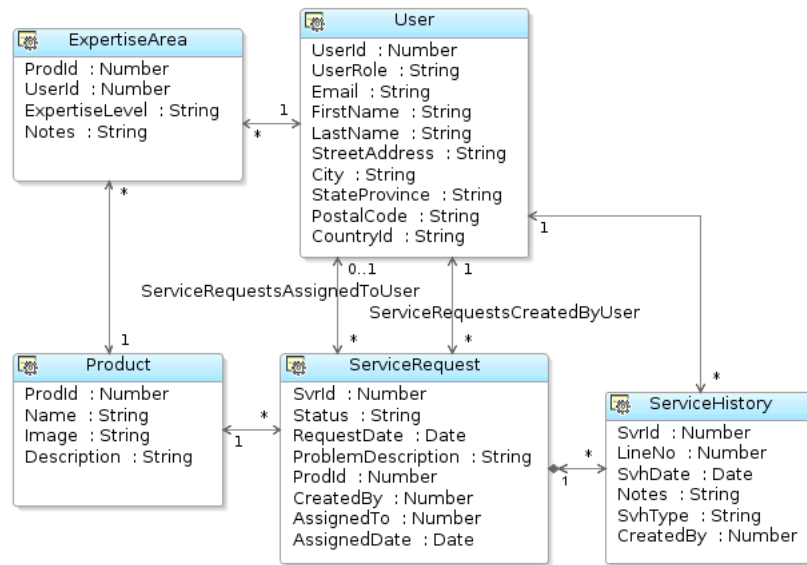 ExpertiseArea
ProdId : Number
UserId : Number
ExpertiseLevel : String
Notes : String
User
UserId : Number
UserRole : String
Email : String
FirstName : String
LastName : String
StreetAddress : String
City : String
StateProvince : String
PostalCode : String
CountryId : String
1
*
*
1
0..1
1
1
ServiceRequestsAssignedToUser
ServiceRequestsCreatedByUser
*
*
*
Product
ProdId : Number
Name : String
Image : String
Description : String
*
1
ServiceRequest
SvrId : Number
Status : String
RequestDate : Date
ProblemDescription : String
ProdId : Number
CreatedBy : Number
AssignedTo : Number
AssignedDate : Date
*
1
ServiceHistory
SvrId : Number
LineNo : Number
SvhDate : Date
Notes : String
SvhType : String
CreatedBy : Number